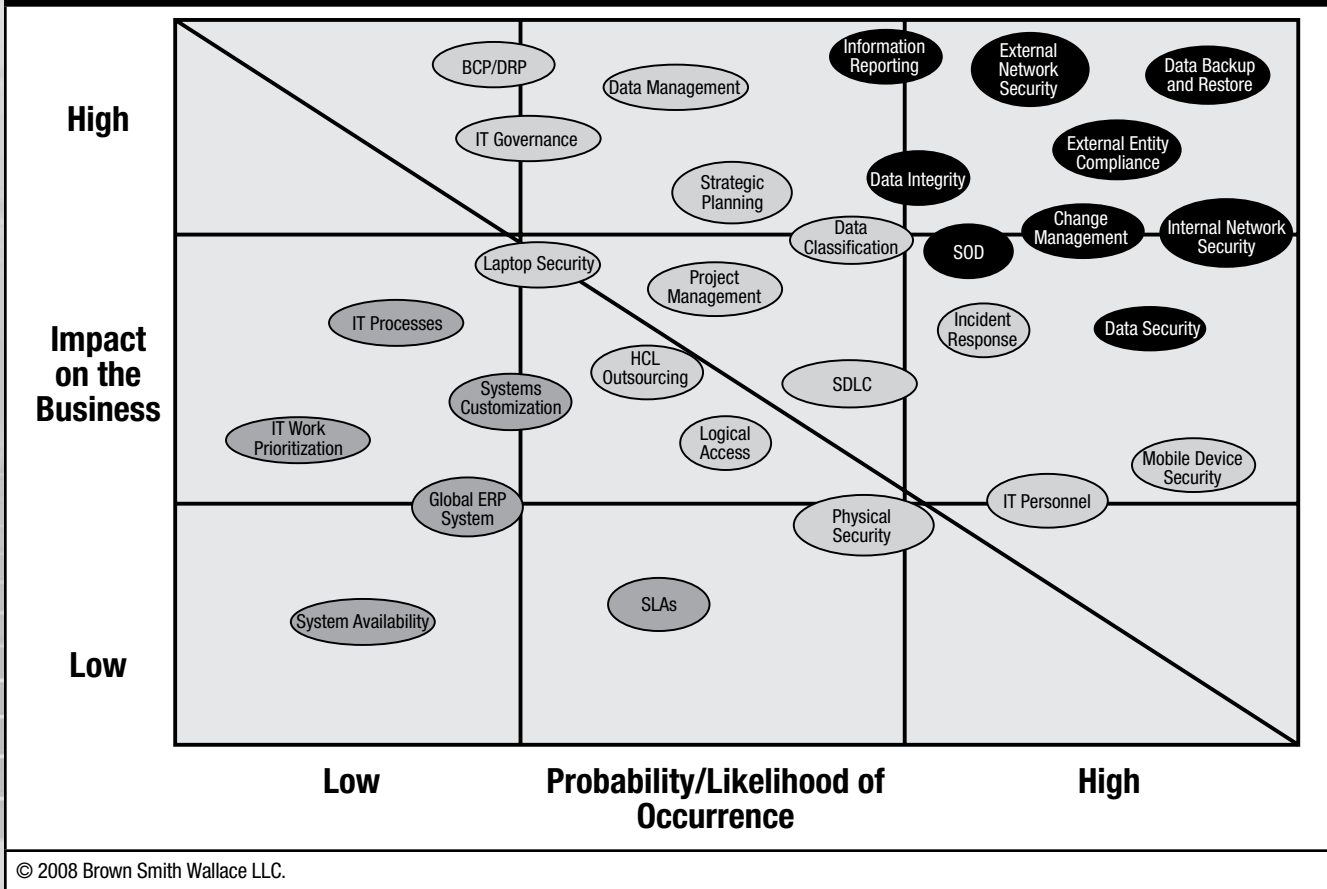 High
Impact
on the
Business
Low
BCP/DRP
Data Management
Information
Reporting
External
Network
Security
Data Backup
and Restore
IT Governance
External Entity
Compliance
Strategic
Planning
Data Integrity
Data
Classification
SOD
Change
Management
Internal Network
Security
Laptop Security
Project
Management
IT Processes
Incident
Response
Data Security
HCL
Outsourcing
SDLC
Systems
Customization
IT Work
Prioritization
Logical
Access
Mobile Device
Security
Global ERP
System
IT Personnel
Physical
Security
SLAs
System Availability
Low
Probability/Likelihood of
Occurrence
High
© 2008 Brown Smith Wallace LLC.